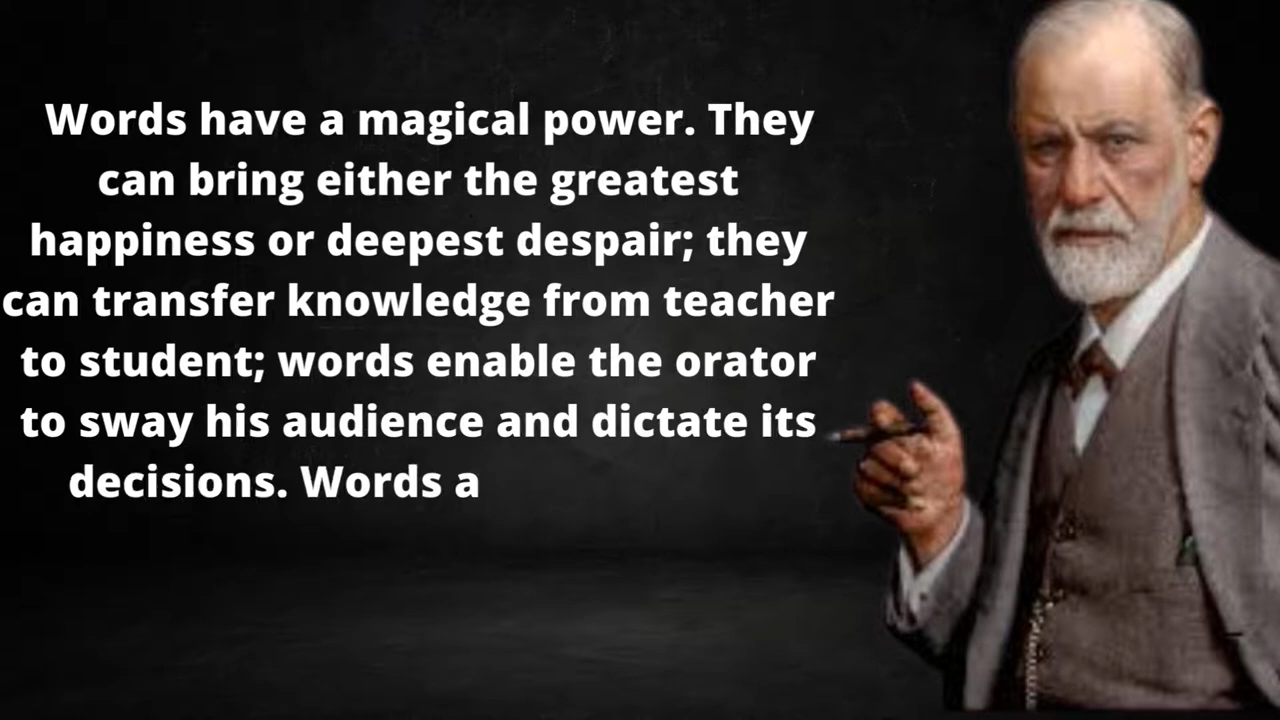 Words have a magical power. They
can bring either the greatest
happiness or deepest despair; they
can transfer knowledge from teacher
to student; words enable the orator
to sway his audience and dictate its
decisions. Words a